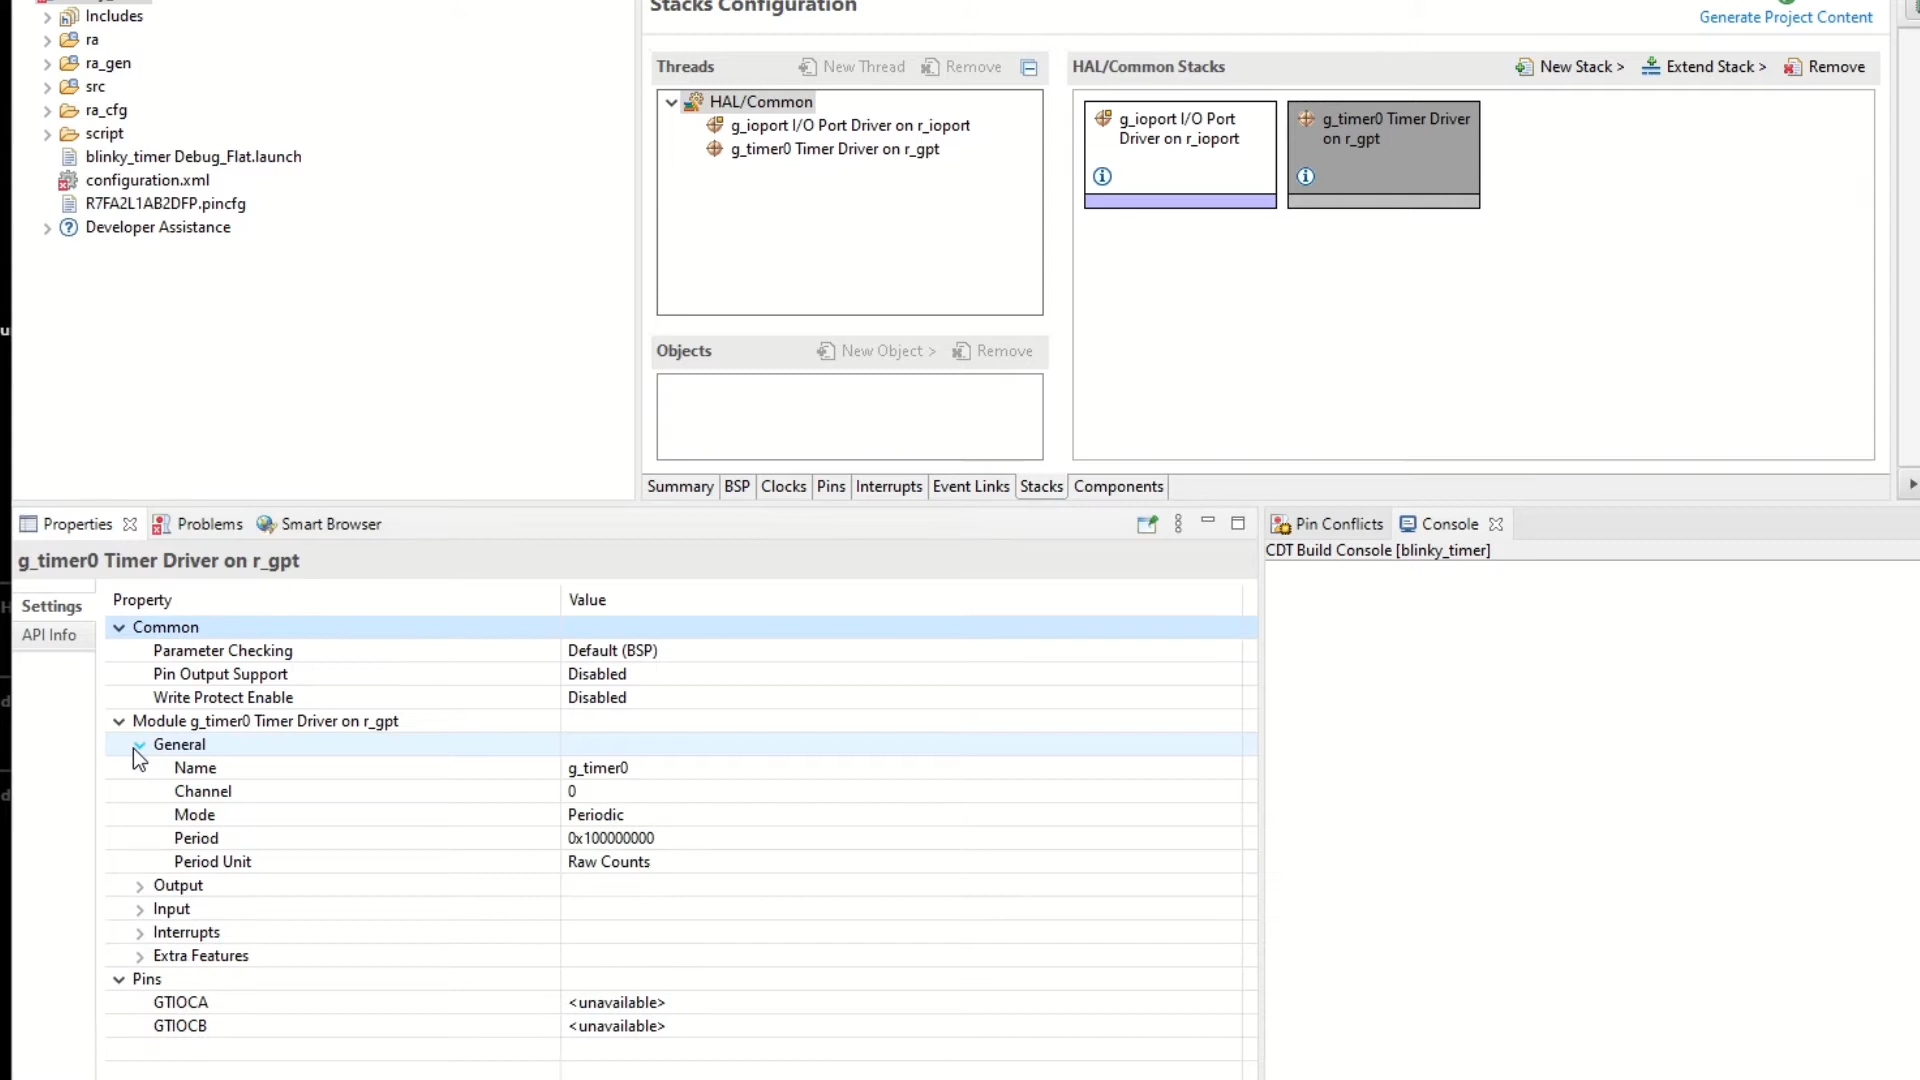 Includes
ra
ra_gen
src
ra_cfg
script
blinky_timer Debug_Flat.launch
configuration.xml
R7FA2L1AB2DFP.pincfg
Developer Assistance
Stacks Configuration
Generate Project Content
Threads
New Thread
Remove
HAL/Common
g_ioport I/O Port Driver on r_ioport
g_timer0 Timer Driver on r_gpt
Objects
New Object >
Remove
HAL/Common Stacks
New Stack >
Extend Stack >
Remove
g_ioport I/O Port
Driver on r_ioport
g_timer0 Timer Driver
on r_gpt
Summary BSP Clocks Pins Interrupts Event Links Stacks Components
Properties Problems Smart Browser
g_timer0 Timer Driver on r_gpt
Settings
API Info
Property Value
Common
Parameter Checking Default (BSP)
Pin Output Support Disabled
Write Protect Enable Disabled
Module g_timer0 Timer Driver on r_gpt
General
Name g_timer0
Channel 0
Mode Periodic
Period 0x100000000
Period Unit Raw Counts
Output
Input
Interrupts
Extra Features
Pins
GTIOCA <unavailable>
GTIOCB <unavailable>
Pin Conflicts Console
CDT Build Console [blinky_timer]